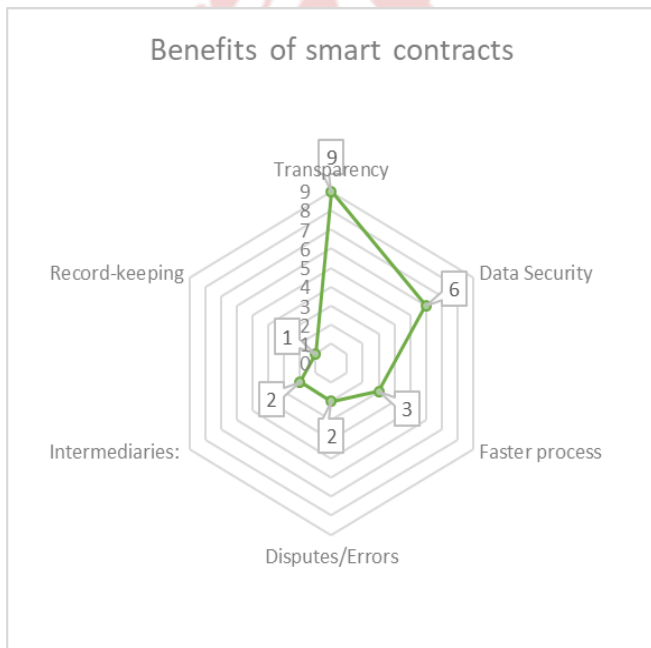 Benefits of smart contracts
9
Transparency
9
8
7
6
5
4
3
2
1
0
Data Security
6
Faster process
3
Disputes/Errors
2
Intermediaries:
2
Record-keeping
1